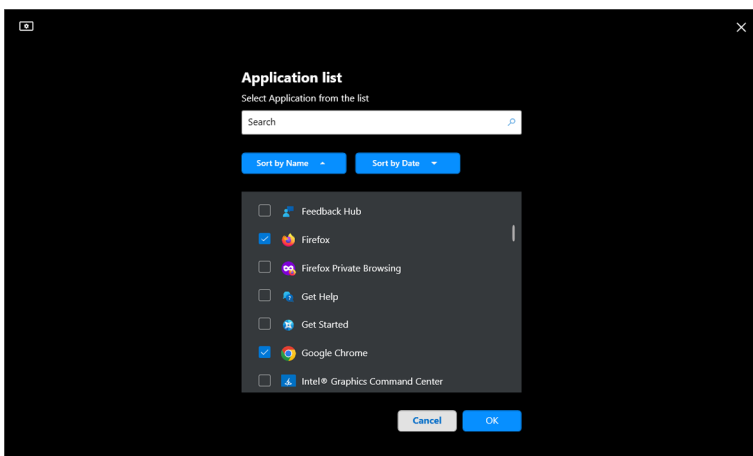 Application list
Select Application from the list
Search
Sort by Name
Sort by Date
Feedback Hub
Firefox
Firefox Private Browsing
Get Help
Get Started
Google Chrome
Intel® Graphics Command Center
Cancel
OK